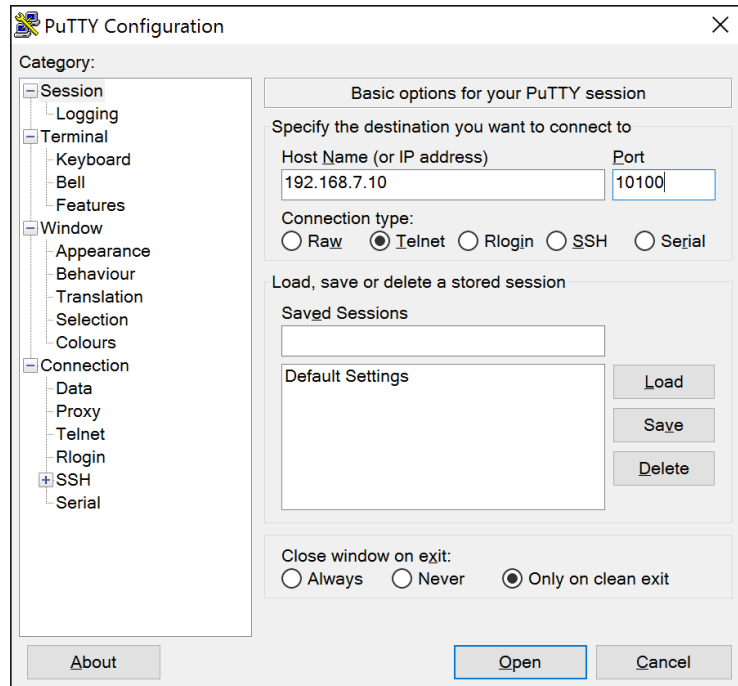 PuTTY Configuration
Category:
Session
Logging
Terminal
Keyboard
Bell
Features
Window
Appearance
Behaviour
Translation
Selection
Colours
Connection
Data
Proxy
Telnet
Rlogin
SSH
Serial
Basic options for your PuTTY session
Specify the destination you want to connect to
Host Name (or IP address) Port
192.168.7.10 10100
Connection type:
Raw Telnet Rlogin SSH Serial
Load, save or delete a stored session
Saved Sessions
Default Settings
Load
Save
Delete
Close window on exit:
Always Never Only on clean exit
About Open Cancel